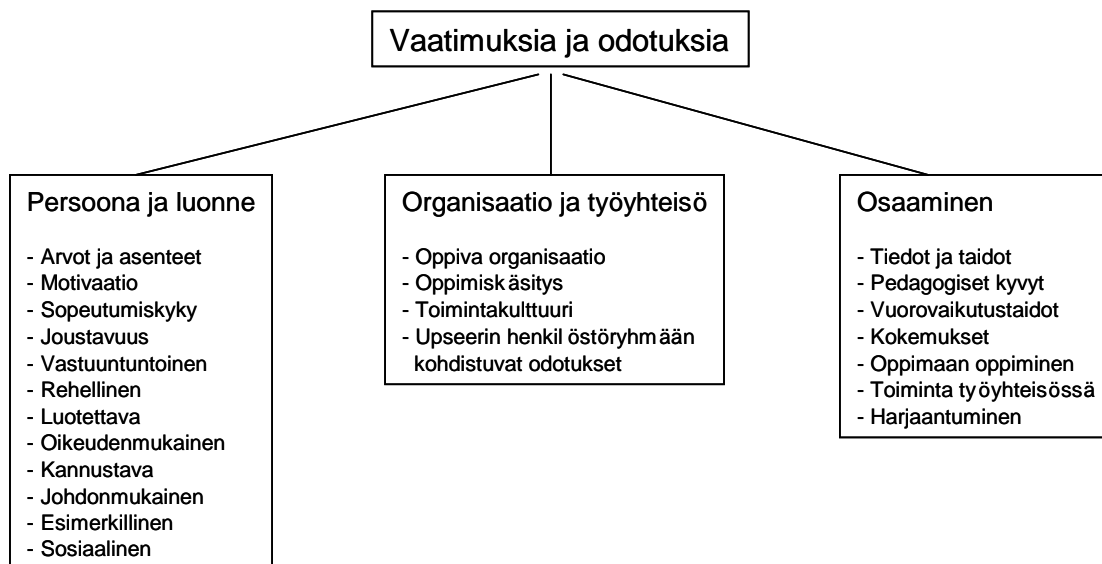 Vaatimuksia ja odotuksia
Persoona ja luonne
- Arvot ja asenteet
- Motivaatio
- Sopeutumiskyky
- Joustavuus
- Vastuuntuntoinen
- Rehellinen
- Luotettava
- Oikeudenmukainen
- Kannustava
- Johdonmukainen
- Esimerkillinen
- Sosiaalinen
Organisaatio ja työyhteisö
- Oppiva organisaatio
- Oppimiskäsitys
- Toimintakulttuuri
- Upseerin henkilöstöryhmään
kohdistuvat odotukset
Osaaminen
- Tiedot ja taidot
- Pedagogiset kyvyt
- Vuorovaikutustaidot
- Kokemukset
- Oppimaan oppiminen
- Toiminta työyhteisössä
- Harjaantuminen